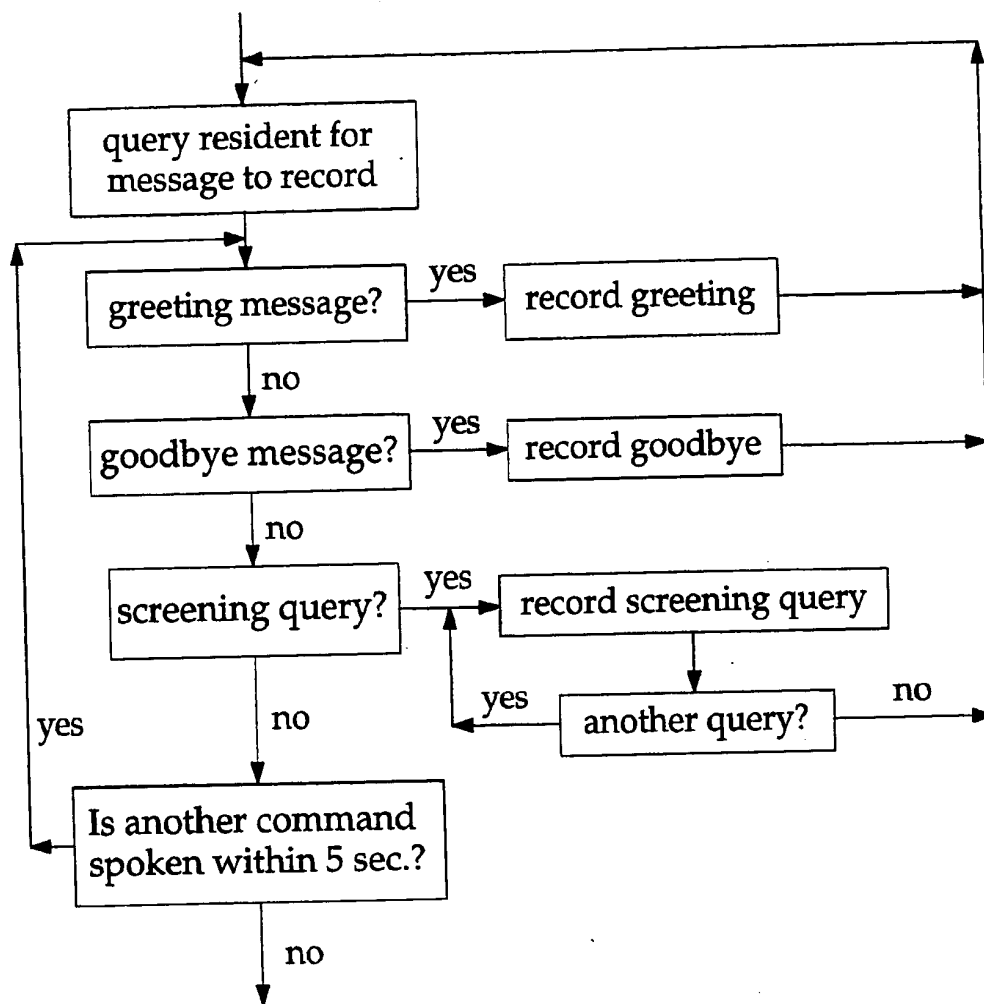 query resident for
message to record
greeting message?
yes
record greeting
no
goodbye message?
yes
record goodbye
no
screening query?
yes
record screening query
yes
another query?
no
no
yes
Is another command
spoken within 5 sec.?
no